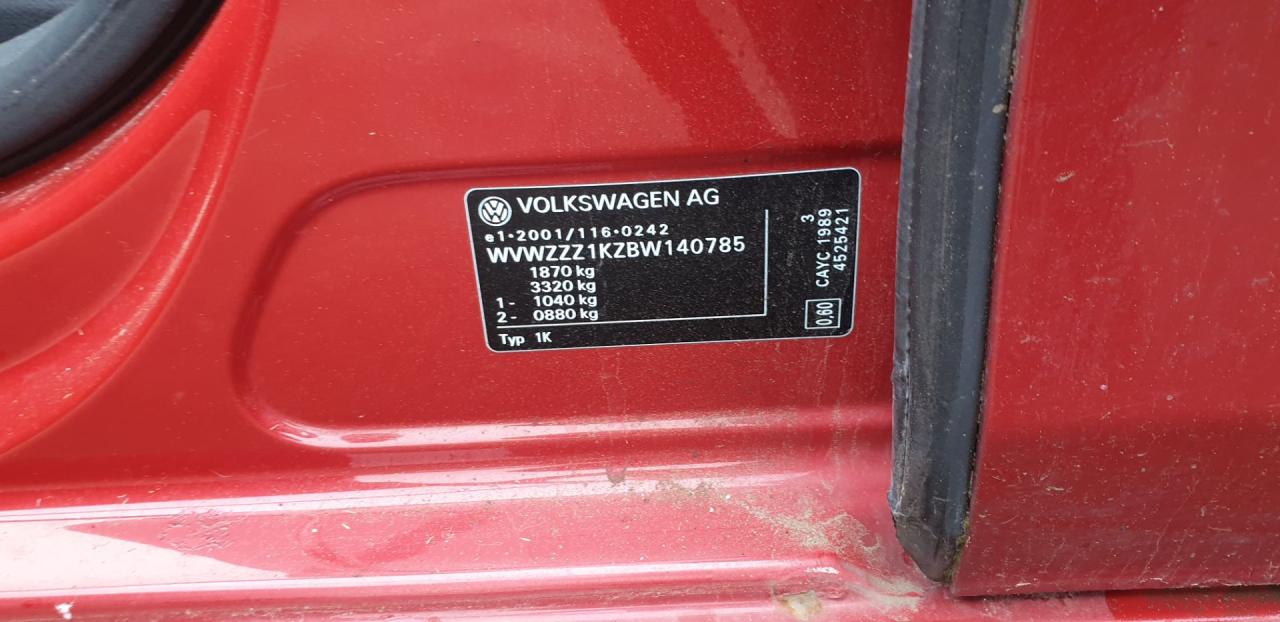 VOLKSWAGEN AG
e1·2001/116·0242
WVWZZZ1KZBW140785
1870 kg
3320 kg
1 - 1040 kg
2 - 0880 kg
Typ 1K
3
CAYC 1989
4525421
0,60